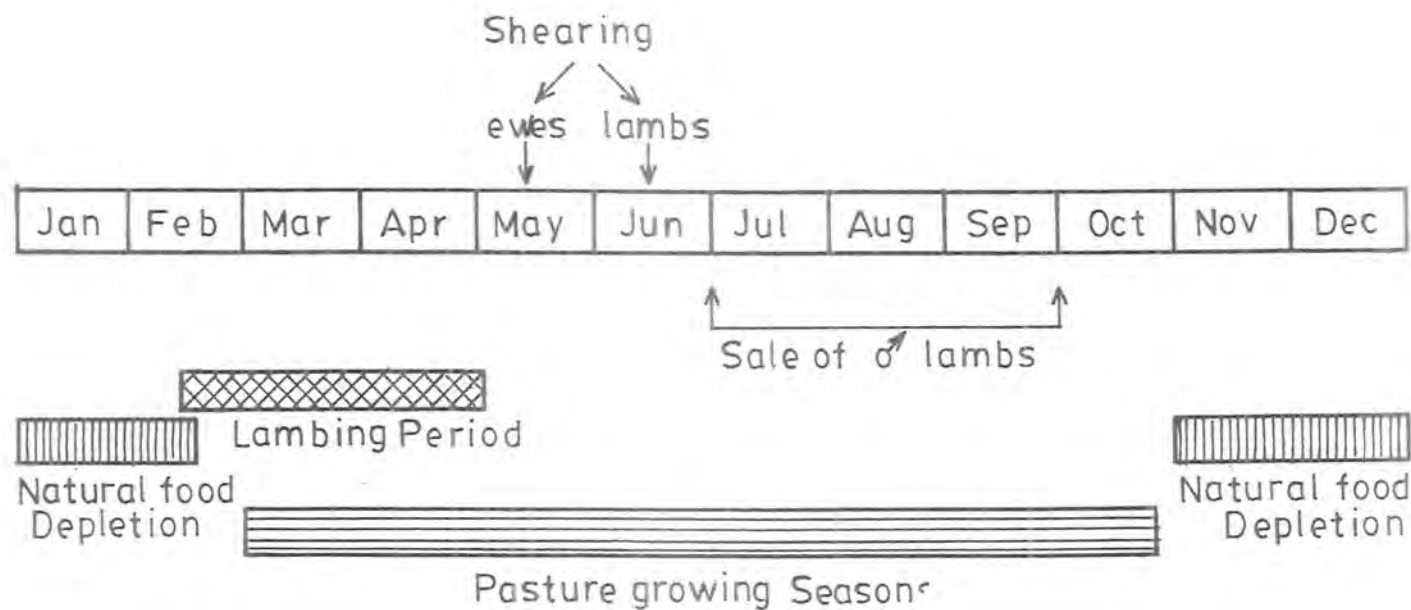 Shearing
ewes lambs
Jan Feb Mar Apr May Jun Jul Aug Sep Oct Nov Dec
Sale of ♂ lambs
Lambing Period
Natural food
Depletion
Natural food
Depletion
Pasture growing Season